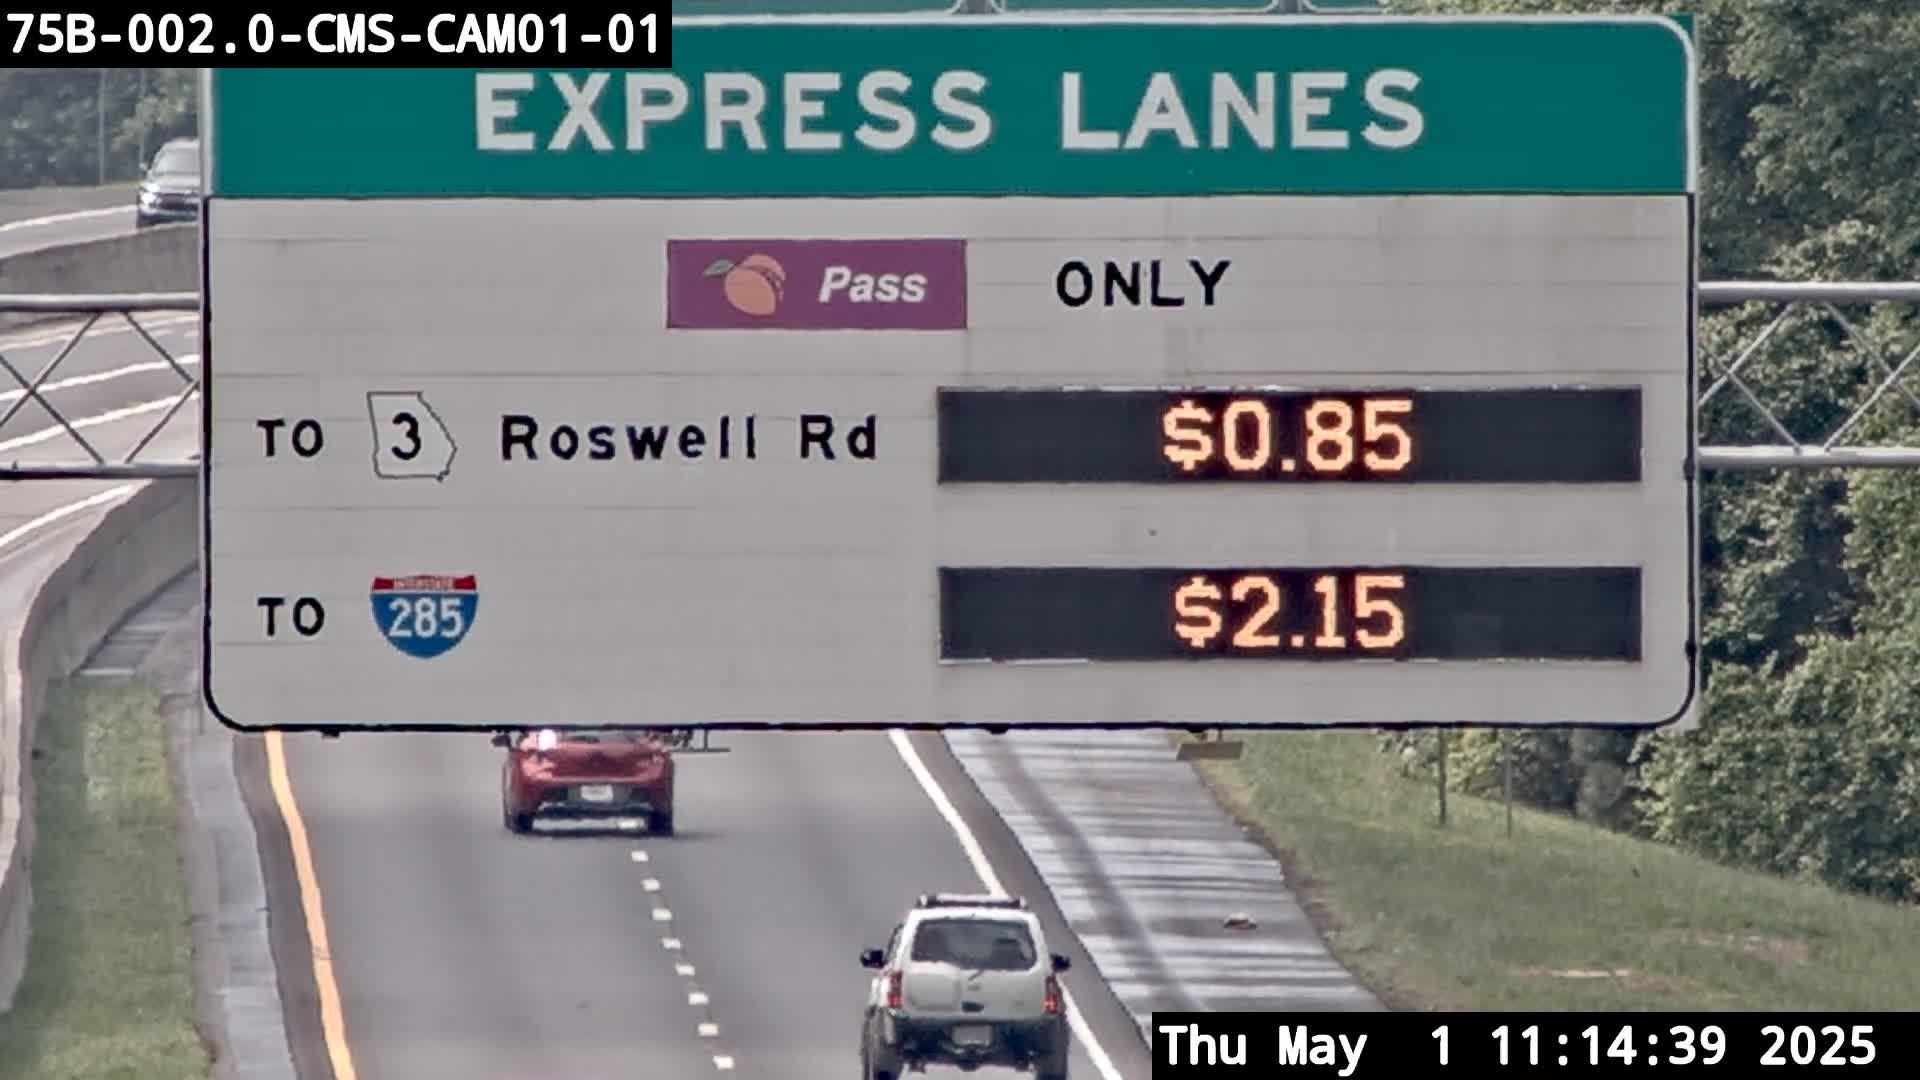 75B-002.0-CMS-CAM01-01
EXPRESS LANES
Pass ONLY
TO 3 Roswell Rd $0.85
INTERSTATE
TO 285 $2.15
Thu May 1 11:14:39 2025